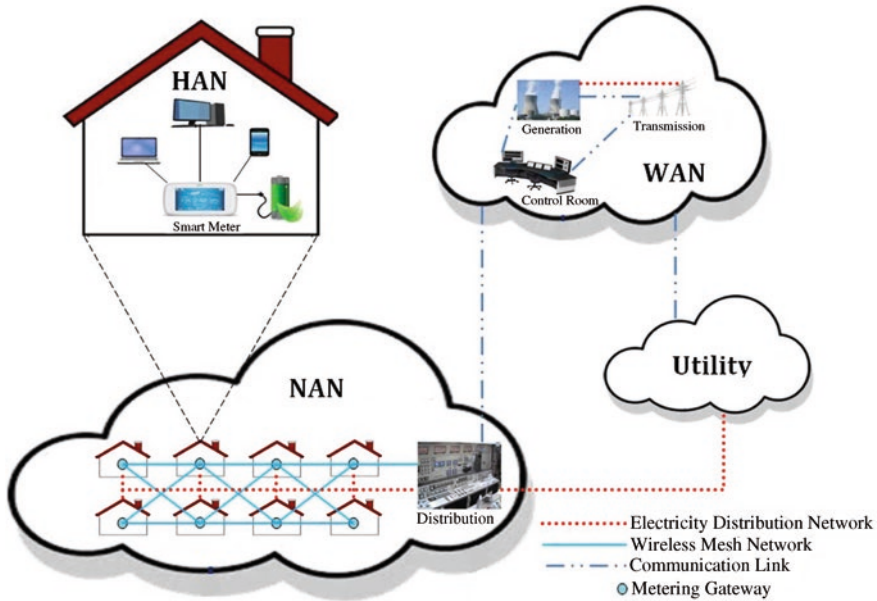 HAN
Smart Meter
Generation
Transmission
Control Room
WAN
Utility
NAN
Distribution
Electricity Distribution Network
Wireless Mesh Network
Communication Link
Metering Gateway